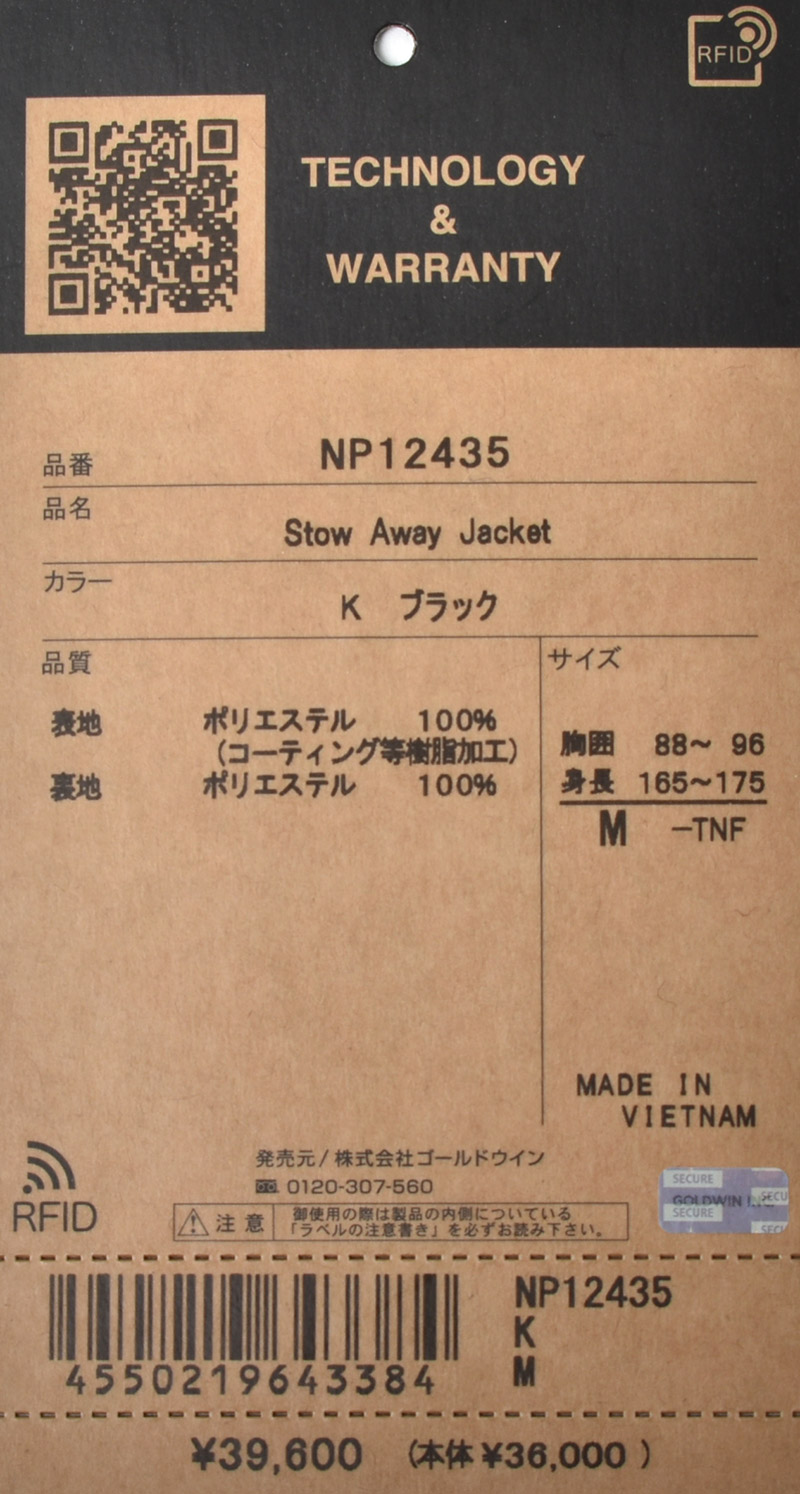 RFID
TECHNOLOGY
&
WARRANTY
品番 NP12435
品名
Stow Away Jacket
カラー
K ブラック
品質
表地 ポリエステル 100%
(コーティング等樹脂加工)
裏地 ポリエステル 100%
サイズ
胸囲 88〜 96
身長 165〜175
M -TNF
MADE IN
VIETNAM
発売元/株式会社ゴールドウイン
0120-307-560
RFID
注意
御使用の際は製品の内側についている
「ラベルの注意書き」を必ずお読み下さい。
SECURE
GOLDWIN
SECURE
4550219643384
NP12435
K
M
¥39,600 (本体¥36,000 )